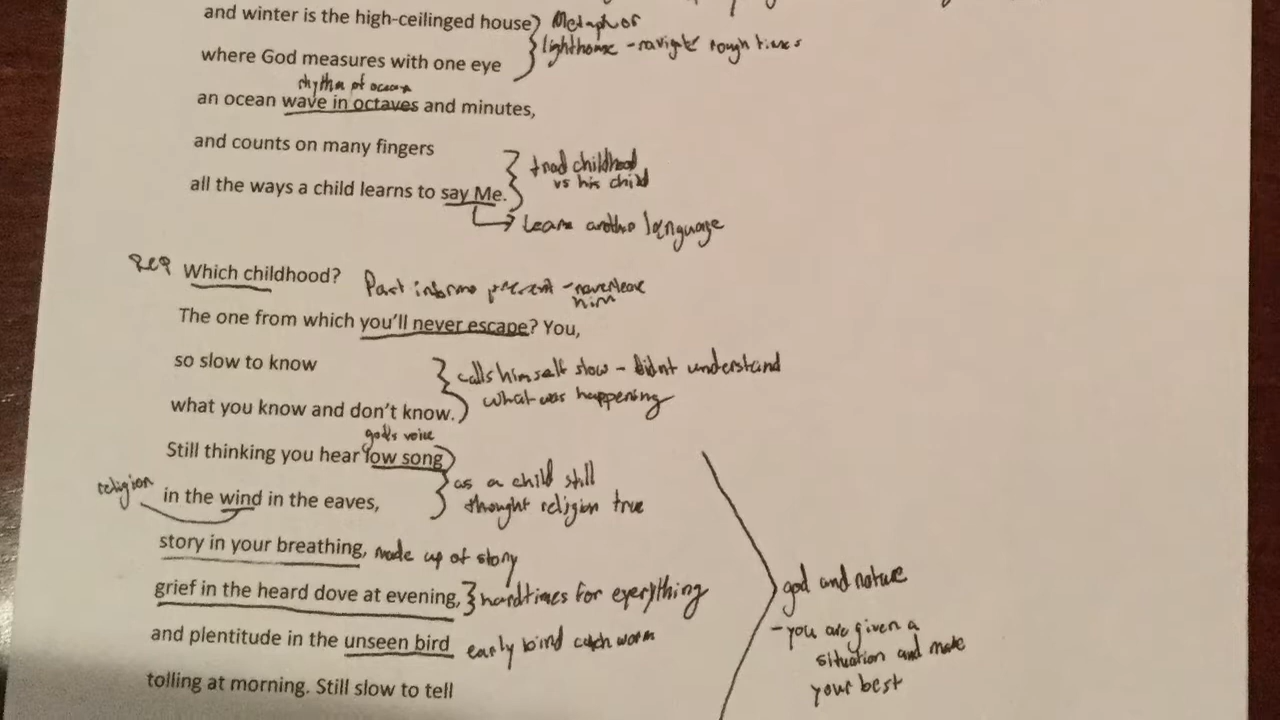 and winter is the high-ceilinged house Metaphor
lighthouse - navigate rough times
where God measures with one eye
rhythm of ocean
an ocean wave in octaves and minutes,
and counts on many fingers
trad childhood
vs his child
all the ways a child learns to say Me.
Learn another language
Which childhood? Past informs present - never leave
him
The one from which you'll never escape? You,
so slow to know
calls himself slow - didnt understand
what was happening
what you know and don't know.
gods voice
Still thinking you hear low song
as a child still
thought religion true
religion in the wind in the eaves,
story in your breathing, made up of story
grief in the heard dove at evening, hardtimes for everything
god and nature
and plentitude in the unseen bird early bird catch worm
- you are given a
situation and make
your best
tolling at morning. Still slow to tell